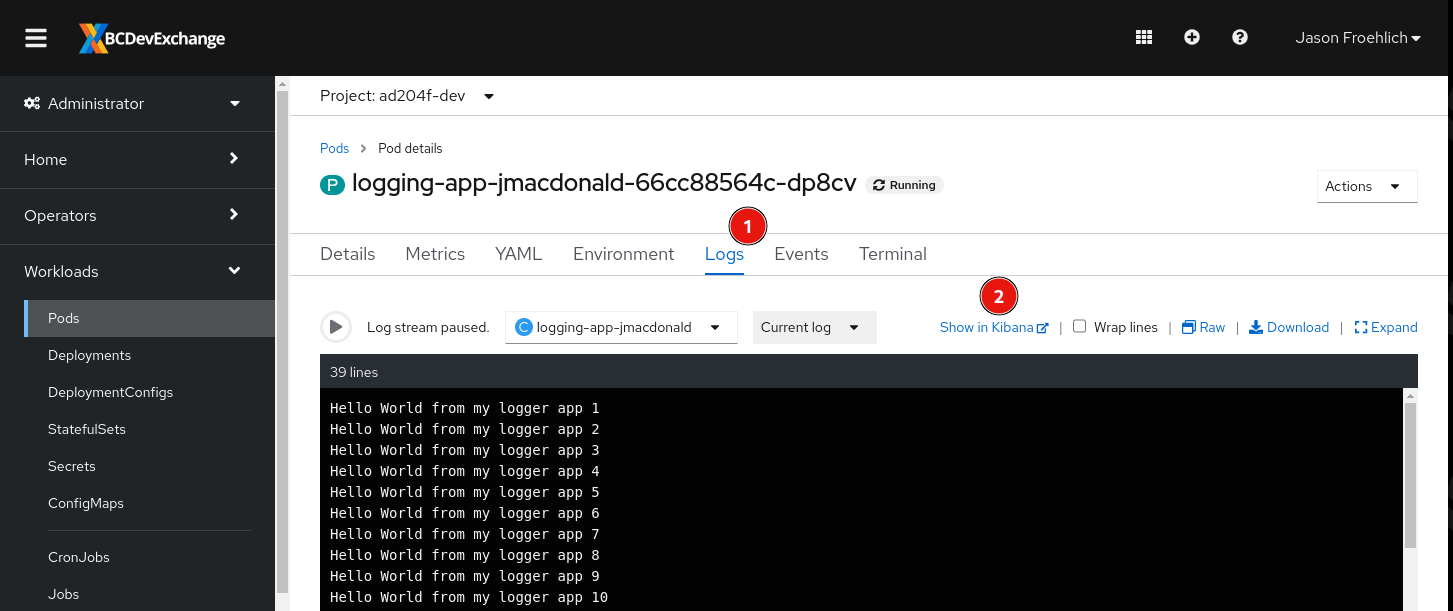 BCDevExchange
Jason Froehlich
Administrator
Home
Operators
Workloads
Pods
Deployments
DeploymentConfigs
StatefulSets
Secrets
ConfigMaps
CronJobs
Jobs
Project: ad204f-dev
Pods > Pod details
P logging-app-jmacdonald-66cc88564c-dp8cv Running
Actions
1
Details Metrics YAML Environment Logs Events Terminal
2
Log stream paused. C logging-app-jmacdonald Current log Show in Kibana | Wrap lines | Raw | Download | Expand
39 lines
Hello World from my logger app 1
Hello World from my logger app 2
Hello World from my logger app 3
Hello World from my logger app 4
Hello World from my logger app 5
Hello World from my logger app 6
Hello World from my logger app 7
Hello World from my logger app 8
Hello World from my logger app 9
Hello World from my logger app 10